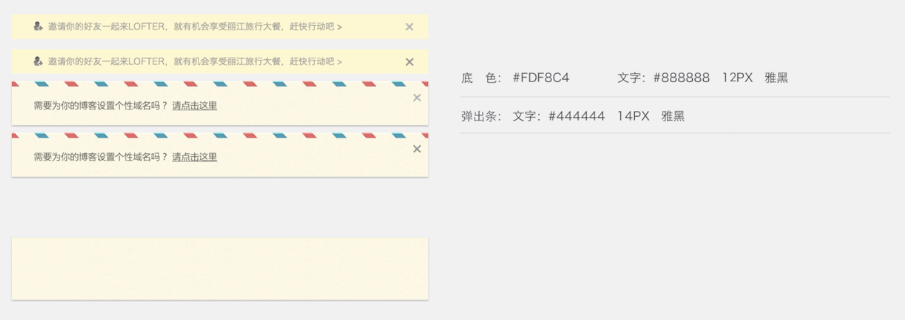 邀请你的好友一起来LOFTER，就有机会享受丽江旅行大餐，赶快行动吧 >
邀请你的好友一起来LOFTER，就有机会享受丽江旅行大餐，赶快行动吧 >
需要为你的博客设置个性域名吗？ 请点击这里
需要为你的博客设置个性域名吗？ 请点击这里
底 色： #FDF8C4 文字：#888888 12PX 雅黑
弹出条： 文字：#444444 14PX 雅黑